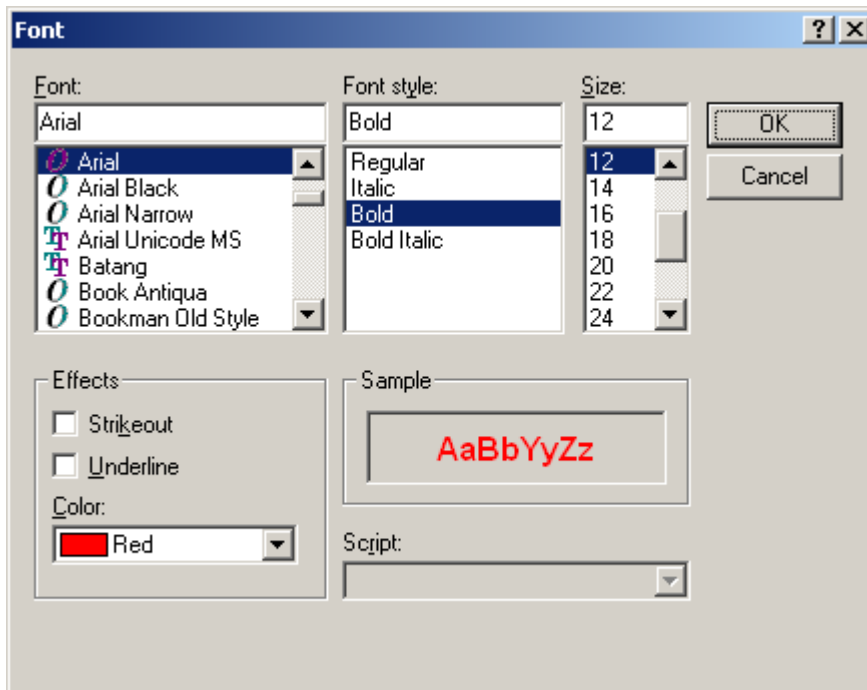 Font
Font:
Arial
Arial
Arial Black
Arial Narrow
Arial Unicode MS
Batang
Book Antiqua
Bookman Old Style
Font style:
Bold
Regular
Italic
Bold
Bold Italic
Size:
12
12
14
16
18
20
22
24
OK
Cancel
Effects
Strikeout
Underline
Color:
Red
Sample
AaBbYyZz
Script: